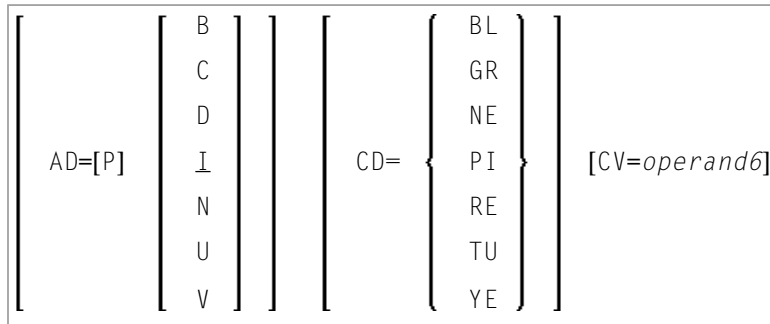 B BL
C GR
D NE
AD=[P] I CD= PI [CV=operand6]
N RE
U TU
V YE